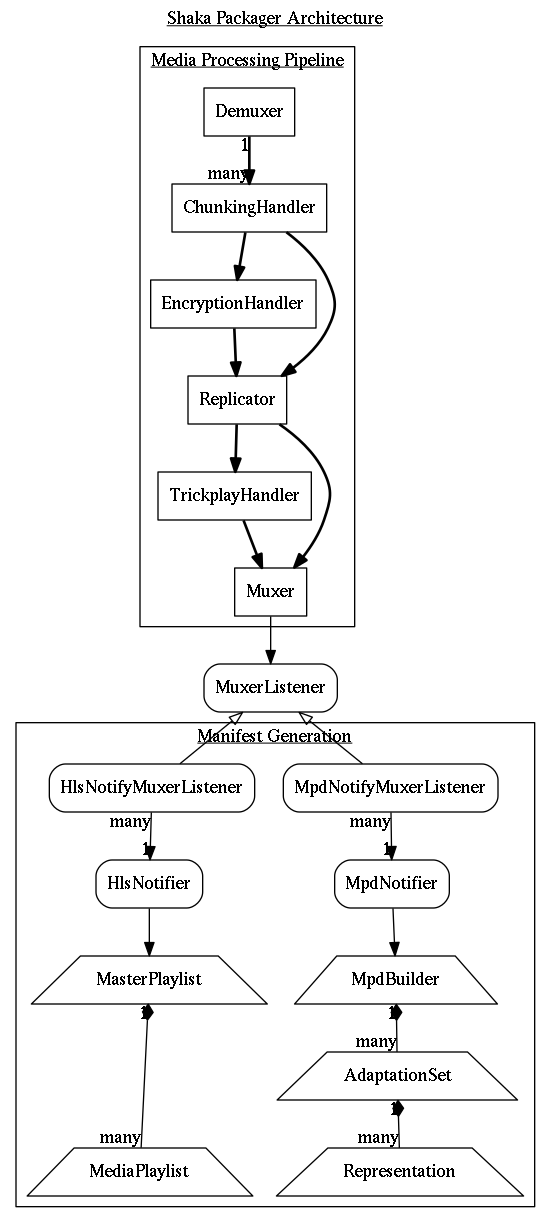 Shaka Packager Architecture
Media Processing Pipeline
Demuxer
1
many
ChunkingHandler
EncryptionHandler
Replicator
TrickplayHandler
Muxer
MuxerListener
Manifest Generation
HlsNotifyMuxerListener
MpdNotifyMuxerListener
many
many
1
1
HlsNotifier
MpdNotifier
MasterPlaylist
MpdBuilder
1
1
many
AdaptationSet
1
many
many
MediaPlaylist
Representation